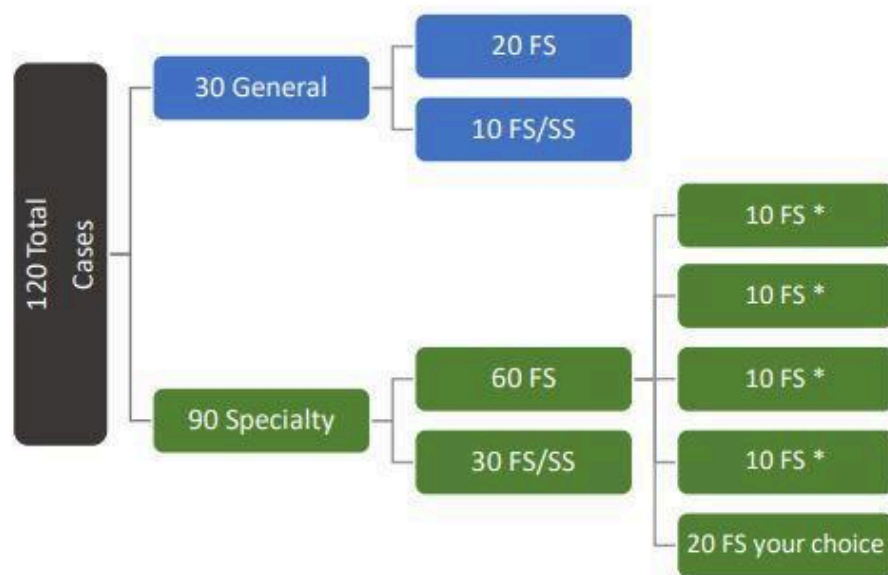 120 Total
Cases
30 General
20 FS
10 FS/SS
90 Specialty
60 FS
30 FS/SS
10 FS *
10 FS *
10 FS *
10 FS *
20 FS your choice